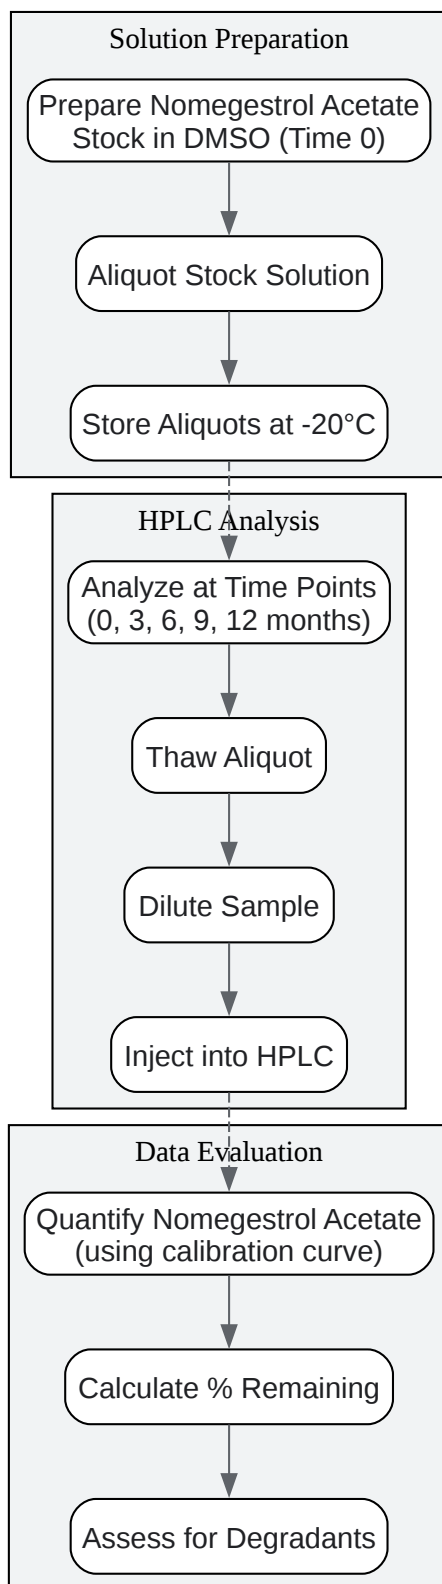 Solution Preparation
Prepare Nomegestrol Acetate
Stock in DMSO (Time 0)
Aliquot Stock Solution
Store Aliquots at -20°C
HPLC Analysis
Analyze at Time Points
(0, 3, 6, 9, 12 months)
Thaw Aliquot
Dilute Sample
Inject into HPLC
Data Evaluation
Quantify Nomegestrol Acetate
(using calibration curve)
Calculate % Remaining
Assess for Degradants